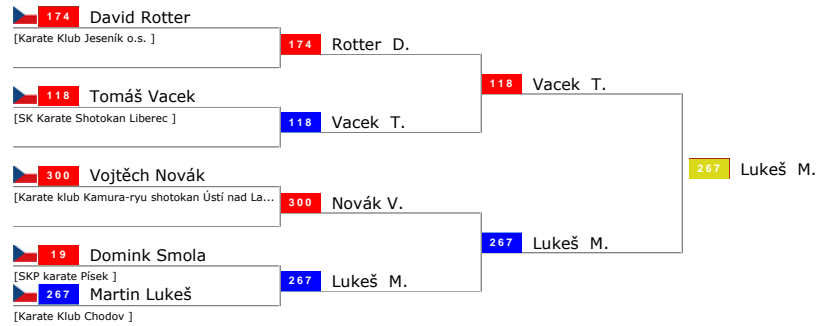 174 David Rotter
[Karate Klub Jeseník o.s. ]
174 Rotter D.
118 Vacek T.
118 Tomáš Vacek
[SK Karate Shotokan Liberec ]
118 Vacek T.
267 Lukeš M.
300 Vojtěch Novák
[Karate klub Kamura-ryu shotokan Ústí nad La...
300 Novák V.
267 Lukeš M.
19 Domink Smola
[SKP karate Písek ]
267 Lukeš M.
267 Martin Lukeš
[Karate Klub Chodov ]